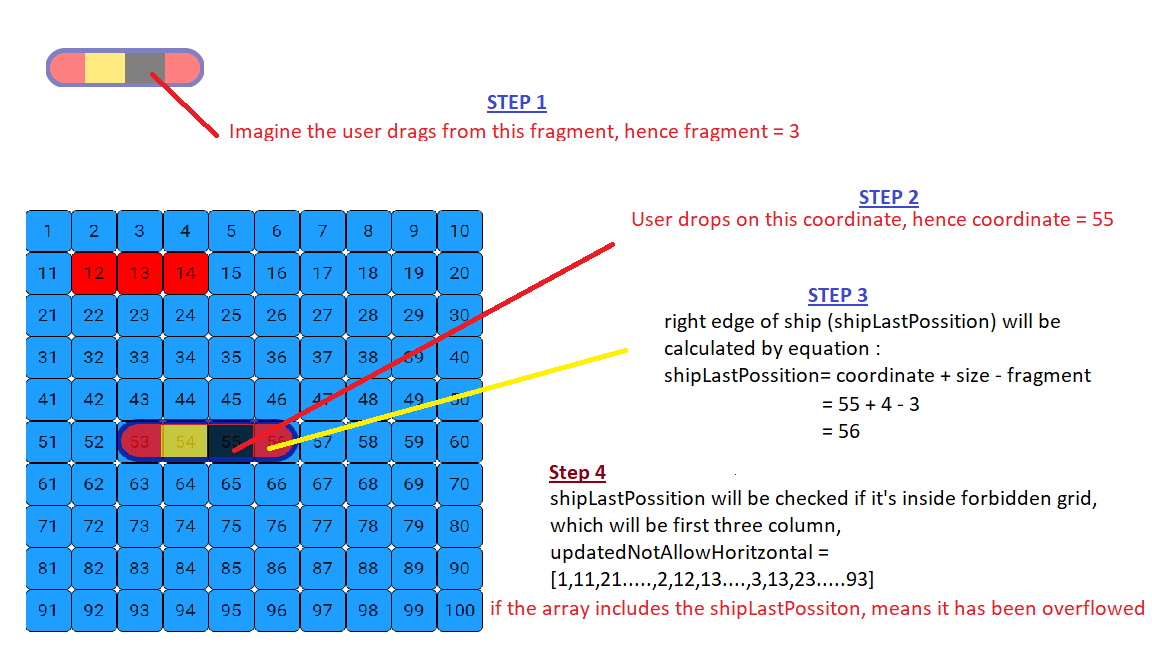 STEP 1
Imagine the user drags from this fragment, hence fragment = 3
STEP 2
User drops on this coordinate, hence coordinate = 55
1 2 3 4 5 6 7 8 9 10
11 12 13 14 15 16 17 18 19 20
21 22 23 24 25 26 27 28 29 30
31 32 33 34 35 36 37 38 39 40
41 42 43 44 45 46 47 48 49 50
51 52 53 54 55 56 57 58 59 60
61 62 63 64 65 66 67 68 69 70
71 72 73 74 75 76 77 78 79 80
81 82 83 84 85 86 87 88 89 90
91 92 93 94 95 96 97 98 99 100
STEP 3
right edge of ship (shipLastPossition) will be
calculated by equation :
shipLastPossition= coordinate + size - fragment
= 55 + 4 - 3
= 56
Step 4
shipLastPossition will be checked if it's inside forbidden grid,
which will be first three column,
updatedNotAllowHoritzontal =
[1,11,21.....,2,12,13....,3,13,23.....93]
if the array includes the shipLastPossiton, means it has been overflowed